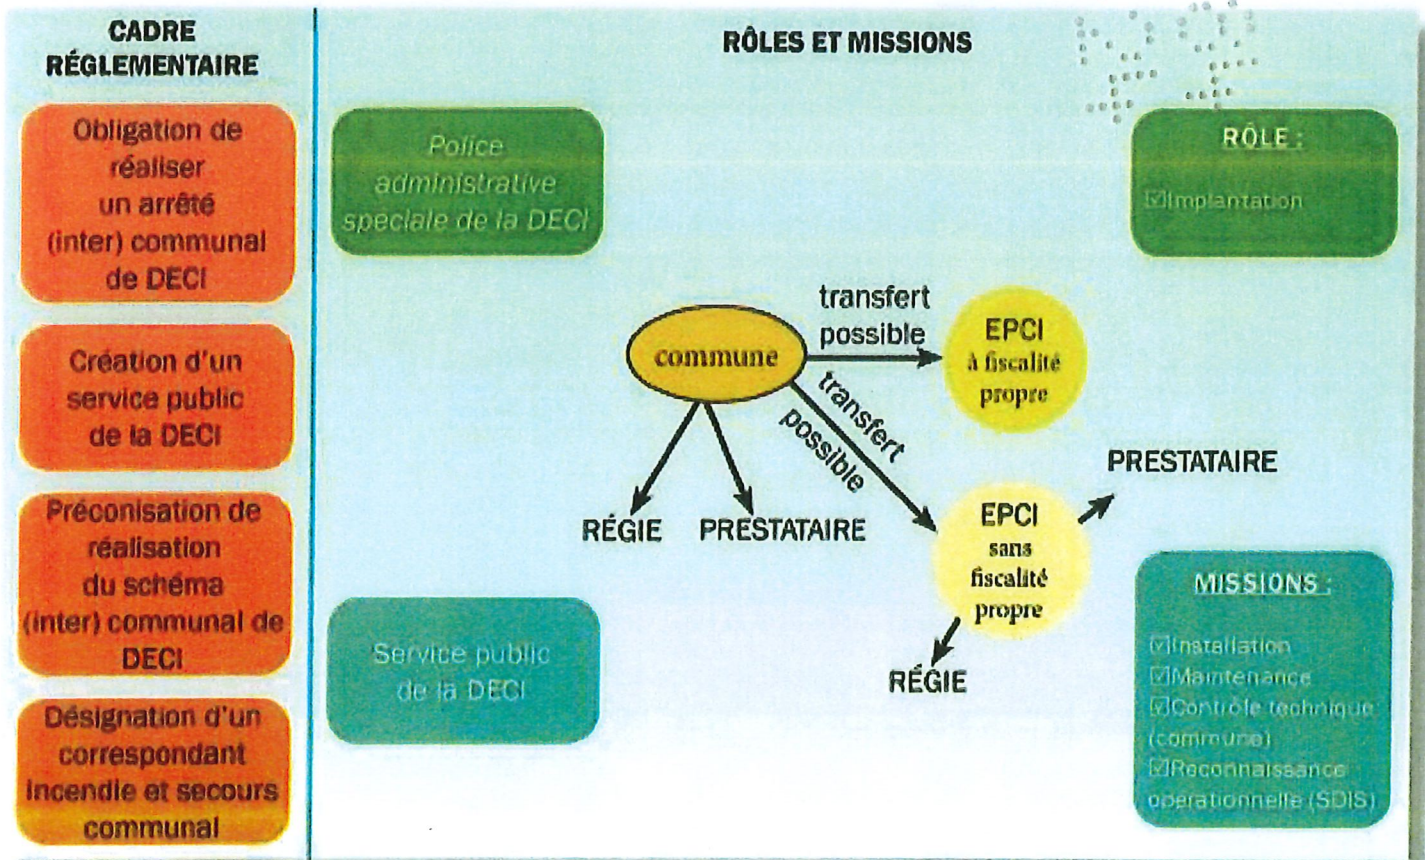 CADRE
RÉGLEMENTAIRE
Obligation de
réaliser
un arrêté
(inter) communal
de DECI
Création d'un
service public
de la DECI
Préconisation de
réalisation
du schéma
(inter) communal de
DECI
Désignation d'un
correspondant
incendie et secours
communal
RÔLES ET MISSIONS
Police
administrative
spéciale de la DECI
RÔLE :
☑Implantation
commune
transfert
possible
EPCI
à fiscalité
propre
transfert
possible
RÉGIE
PRESTATAIRE
EPCI
sans
fiscalité
propre
PRESTATAIRE
RÉGIE
Service public
de la DECI
MISSIONS :
☑Installation
☑Maintenance
☑Contrôle technique
(commune)
☑Reconnaissance
opérationnelle (SDIS)